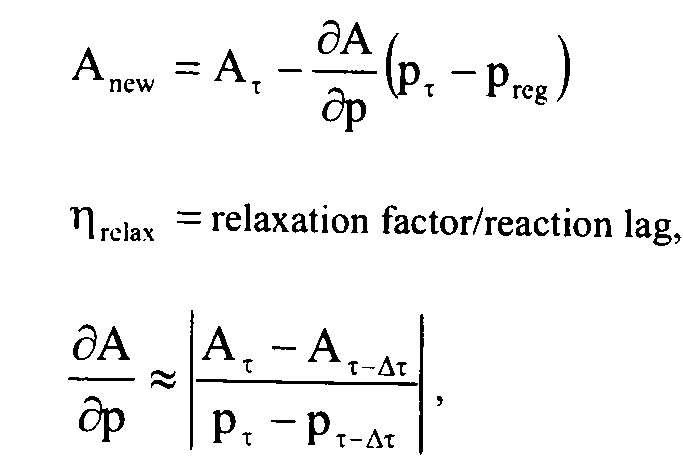 A_new = A_τ − ∂A/∂p (p_τ − p_reg)
η_relax = relaxation factor/reaction lag,
∂A/∂p ≈ |(A_τ − A_τ−Δτ)/(p_τ − p_τ−Δτ)|,